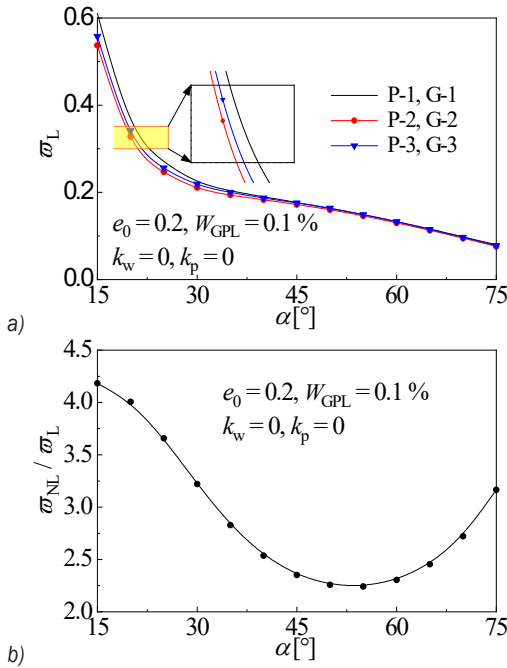 0.6
P-1, G-1
P-2, G-2
P-3, G-3
0.4
ϖL
0.2
e0 = 0.2, WGPL = 0.1 %
kw = 0, kp = 0
0.0
15 30 45 60 75
α[°]
a)
4.5
e0 = 0.2, WGPL = 0.1 %
kw = 0, kp = 0
4.0
3.5
ϖNL / ϖL
3.0
2.5
2.0
15 30 45 60 75
α[°]
b)